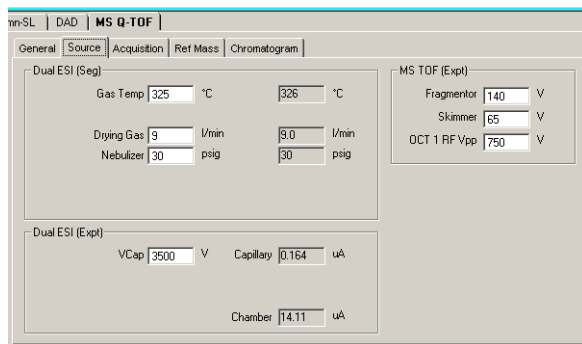 mn-SL DAD MS Q-TOF
General Source Acquisition Ref Mass Chromatogram
Dual ESI (Seg)
Gas Temp 325 °C 326 °C
Drying Gas 9 l/min 9.0 l/min
Nebulizer 30 psig 30 psig
MS TOF (Expt)
Fragmentor 140 V
Skimmer 65 V
OCT 1 RF Vpp 750 V
Dual ESI (Expt)
VCap 3500 V Capillary 0.164 uA
Chamber 14.11 uA